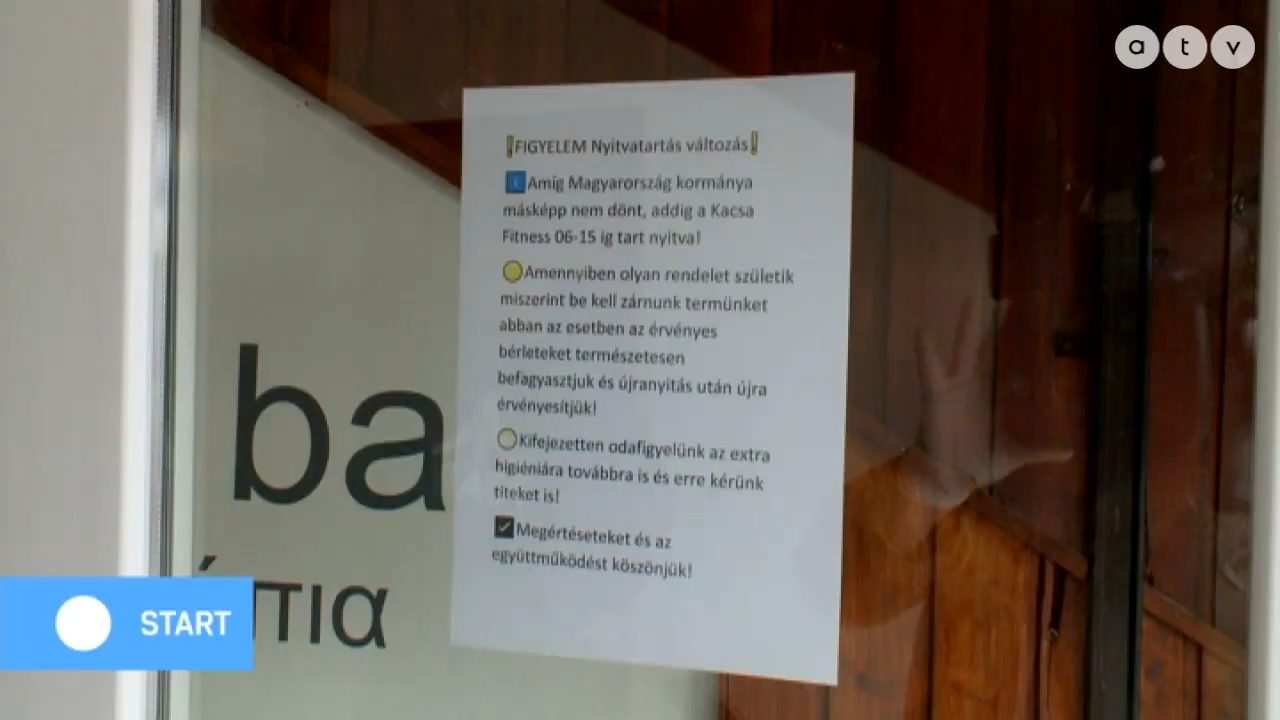 atv
❗FIGYELEM Nyitvatartás változás❗
Amíg Magyarország kormánya
másképp nem dönt, addig a Kacsa
Fitness 06-15 ig tart nyitva!
Amennyiben olyan rendelet születik
miszerint be kell zárnunk termünket
abban az esetben az érvényes
bérleteket természetesen
befagyasztjuk és újranyitás után újra
érvényesítjük!
Kifejezetten odafigyelünk az extra
higiéniára továbbra is és erre kérünk
titeket is!
Megértéseteket és az
együttműködést köszönjük!
ba
πια
START